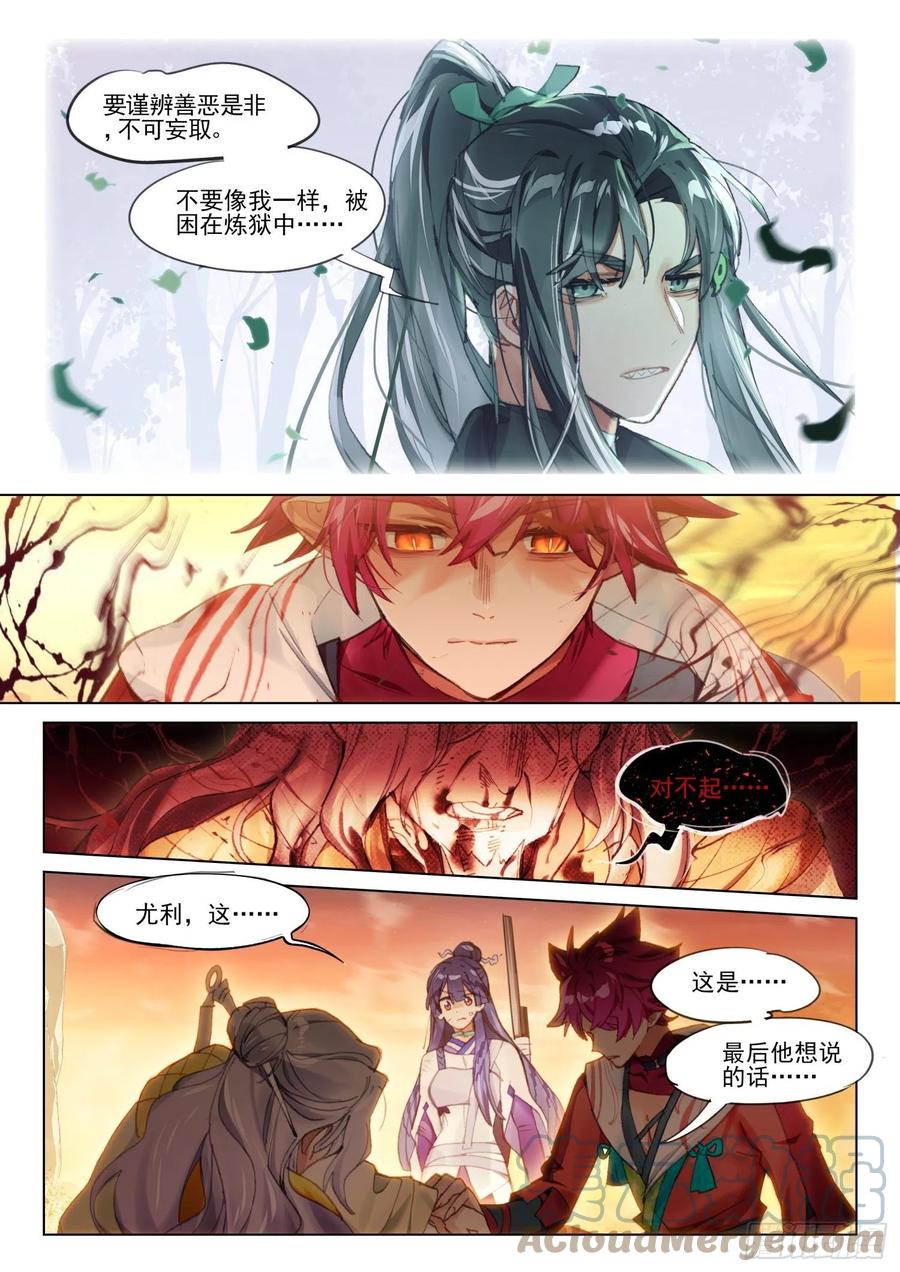 要谨辨善恶是非
,不可妄取。
不要像我一样，被
困在炼狱中……
对不起……
尤利，这……
这是……
最后他想说
的话……
AcloudMerge.com